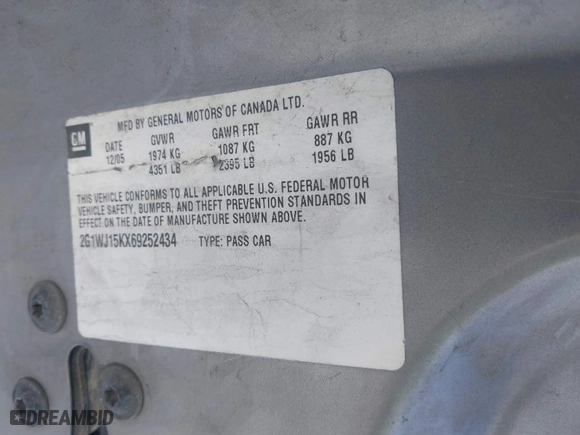 MFD BY GENERAL MOTORS OF CANADA LTD.
GM
DATE GVWR GAWR FRT GAWR RR
12/05 1974 KG 1087 KG 887 KG
4351 LB 2395 LB 1956 LB
THIS VEHICLE CONFORMS TO ALL APPLICABLE U.S. FEDERAL MOTOR
VEHICLE SAFETY, BUMPER, AND THEFT PREVENTION STANDARDS IN
EFFECT ON THE DATE OF MANUFACTURE SHOWN ABOVE.
2G1WJ15KX69252434 TYPE: PASS CAR
DREAMBID